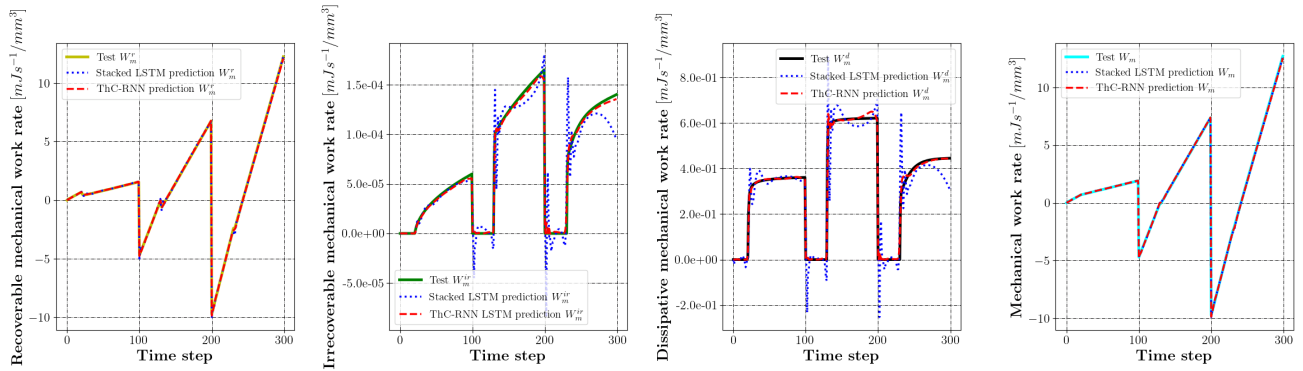 Recoverable mechanical work rate [mJs⁻¹/mm³]
10
5
0
−5
−10
Test W_m^r
Stacked LSTM prediction W_m^r
ThC-RNN prediction W_m^r
0 100 200 300
Time step
Irrecoverable mechanical work rate [mJs⁻¹/mm³]
1.5e-04
1.0e-04
5.0e-05
0.0e+00
-5.0e-05
Test W_m^{ir}
Stacked LSTM prediction W_m^{ir}
ThC-RNN LSTM prediction W_m^{ir}
0 100 200 300
Time step
Dissipative mechanical work rate [mJs⁻¹/mm³]
8.0e-01
6.0e-01
4.0e-01
2.0e-01
0.0e+00
-2.0e-01
Test W_m^d
Stacked LSTM prediction W_m^d
ThC-RNN prediction W_m^d
0 100 200 300
Time step
Mechanical work rate [mJs⁻¹/mm³]
10
5
0
−5
−10
Test W_m
Stacked LSTM prediction W_m
ThC-RNN prediction W_m
0 100 200 300
Time step